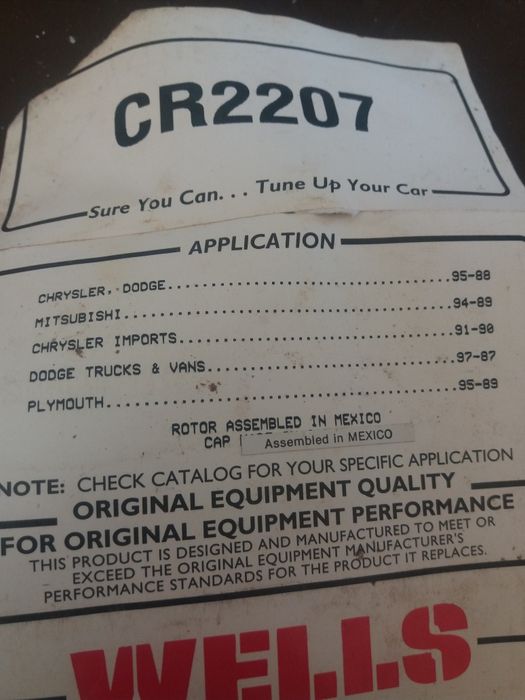 CR2207
Sure You Can. . . Tune Up Your Car
APPLICATION
CHRYSLER, DODGE..............................95-88
MITSUBISHI...................................94-89
CHRYSLER IMPORTS.............................91-90
DODGE TRUCKS & VANS..........................97-87
PLYMOUTH.....................................95-89
ROTOR ASSEMBLED IN MEXICO
CAP Assembled in MEXICO
NOTE: CHECK CATALOG FOR YOUR SPECIFIC APPLICATION
ORIGINAL EQUIPMENT QUALITY
FOR ORIGINAL EQUIPMENT PERFORMANCE
THIS PRODUCT IS DESIGNED AND MANUFACTURED TO MEET OR
EXCEED THE ORIGINAL EQUIPMENT MANUFACTURER'S
PERFORMANCE STANDARDS FOR THE PRODUCT IT REPLACES.
WELLS